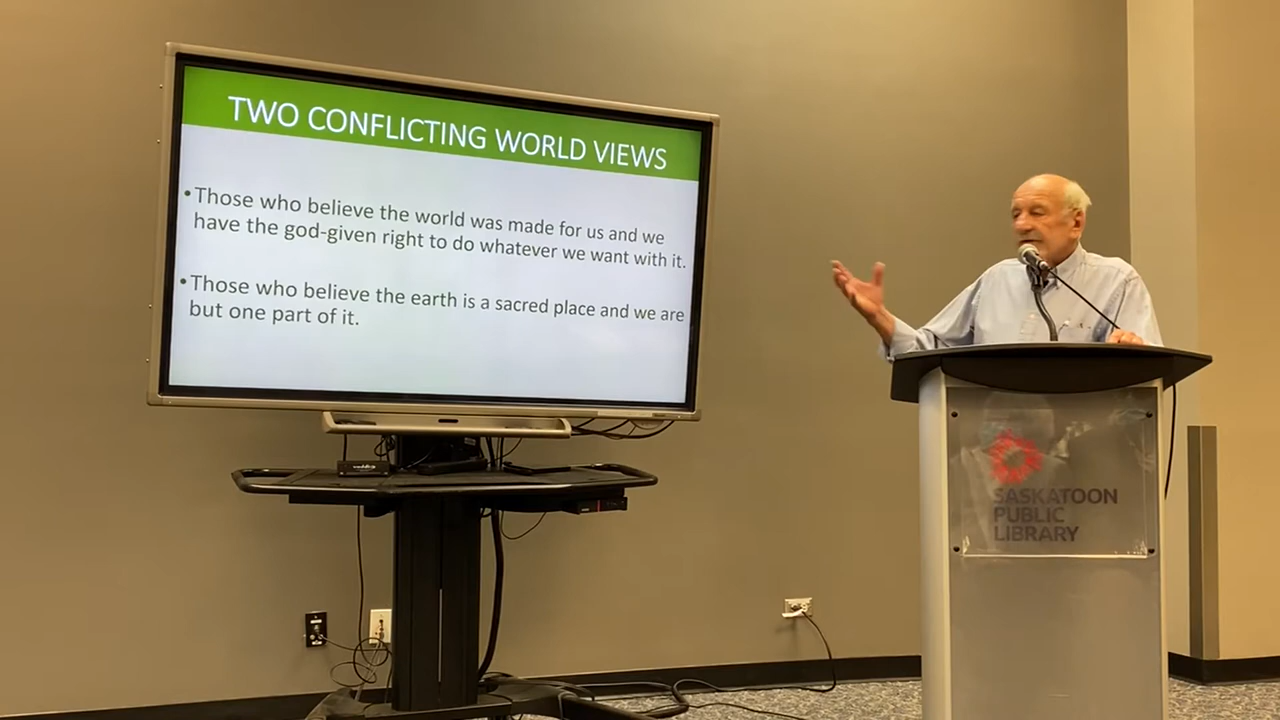 TWO CONFLICTING WORLD VIEWS
•Those who believe the world was made for us and we
have the god-given right to do whatever we want with it.
•Those who believe the earth is a sacred place and we are
but one part of it.
SASKATOON
PUBLIC
LIBRARY